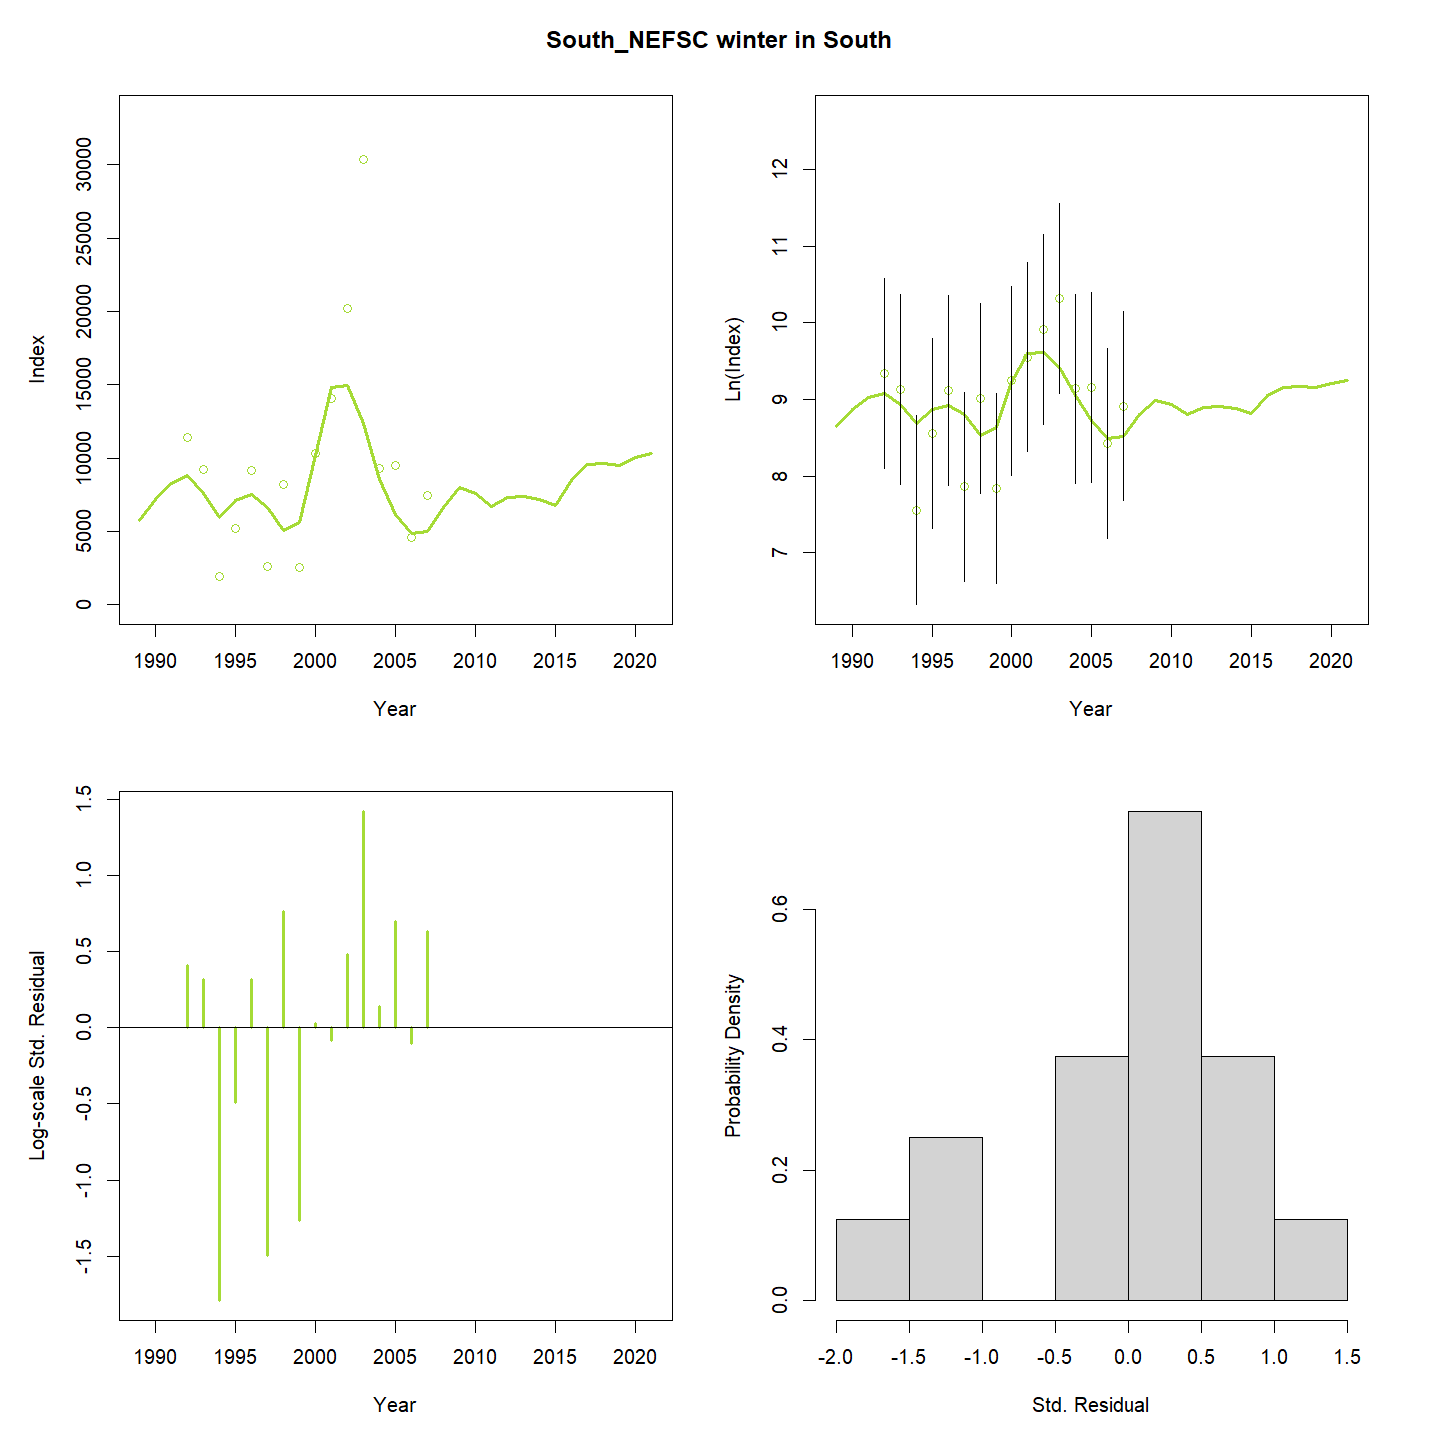 South_NEFSC winter in South
Index
0 5000 10000 15000 20000 25000 30000
1990 1995 2000 2005 2010 2015 2020
Year
Ln(Index)
7 8 9 10 11 12
1990 1995 2000 2005 2010 2015 2020
Year
Log-scale Std. Residual
-1.5 -1.0 -0.5 0.0 0.5 1.0 1.5
1990 1995 2000 2005 2010 2015 2020
Year
Probability Density
0.0 0.2 0.4 0.6
-2.0 -1.5 -1.0 -0.5 0.0 0.5 1.0 1.5
Std. Residual